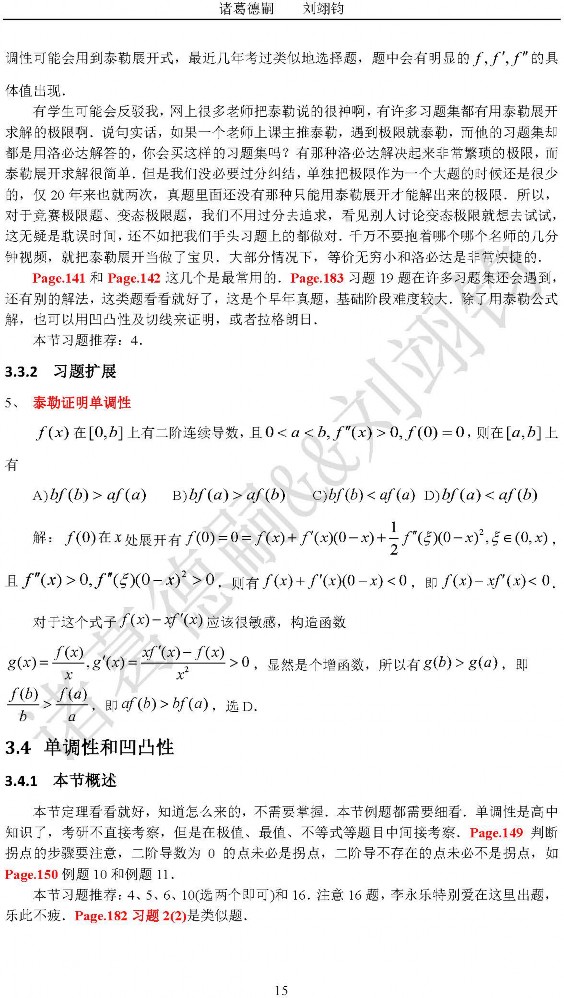 诸葛德嗣 刘翊钧
调性可能会用到泰勒展开式，最近几年考过类似地选择题，题中会有明显的 f, f′, f″ 的具
体值出现．
有学生可能会反驳我，网上很多老师把泰勒说的很神啊，有许多习题集都有用泰勒展开
求解的极限啊．说句实话，如果一个老师上课主推泰勒，遇到极限就泰勒，而他的习题集却
都是用洛必达解答的，你会买这样的习题集吗？有那种洛必达解决起来非常繁琐的极限，而
泰勒展开求解很简单．但是我们没必要过分纠结，单独把极限作为一个大题的时候还是很少
的，仅 20 年来也就两次，真题里面还没有那种只能用泰勒展开才能解出来的极限．所以，
对于竞赛极限题、变态极限题，我们不用过分去追求，看见别人讨论变态极限就想去试试，
这无疑是耽误时间，还不如把我们手头习题上的都做对．千万不要抱着哪个哪个名师的几分
钟视频，就把泰勒展开当做了宝贝．大部分情况下，等价无穷小和洛必达是非常快捷的．
Page.141 和 Page.142 这几个是最常用的．Page.183 习题 19 题在许多习题集还会遇到，
还有别的解法，这类题看看就好了，这是个早年真题，基础阶段难度较大．除了用泰勒公式
解，也可以用凹凸性及切线来证明，或者拉格朗日．
本节习题推荐：4．
3.3.2 习题扩展
5、 泰勒证明单调性
f(x) 在 [0,b] 上有二阶连续导数，且 0 < a < b, f″(x) > 0, f(0) = 0，则在 [a,b] 上
有
A) bf(b) > af(a) B) bf(a) > af(b) C) bf(b) < af(a) D) bf(a) < af(b)
解： f(0) 在 x 处展开有 f(0) = 0 = f(x) + f′(x)(0−x) + 1/2 f″(ξ)(0−x)², ξ ∈ (0,x)，
且 f″(x) > 0, f″(ξ)(0−x)² > 0，则有 f(x) + f′(x)(0−x) < 0，即 f(x) − xf′(x) < 0．
对于这个式子 f(x) − xf′(x) 应该很敏感，构造函数
g(x) = f(x)/x, g′(x) = (xf′(x) − f(x))/x² > 0，显然是个增函数，所以有 g(b) > g(a)，即
f(b)/b > f(a)/a，即 af(b) > bf(a)，选 D．
3.4 单调性和凹凸性
3.4.1 本节概述
本节定理看看就好，知道怎么来的，不需要掌握．本节例题都需要细看．单调性是高中
知识了，考研不直接考察，但是在极值、最值、不等式等题目中间接考察．Page.149 判断
拐点的步骤要注意，二阶导数为 0 的点未必是拐点，二阶导不存在的点未必不是拐点，如
Page.150 例题 10 和例题 11．
本节习题推荐：4、5、6、10(选两个即可)和 16．注意 16 题，李永乐特别爱在这里出题，
乐此不疲．Page.182 习题 2(2)是类似题．
诸葛德嗣&&刘翊钧
15